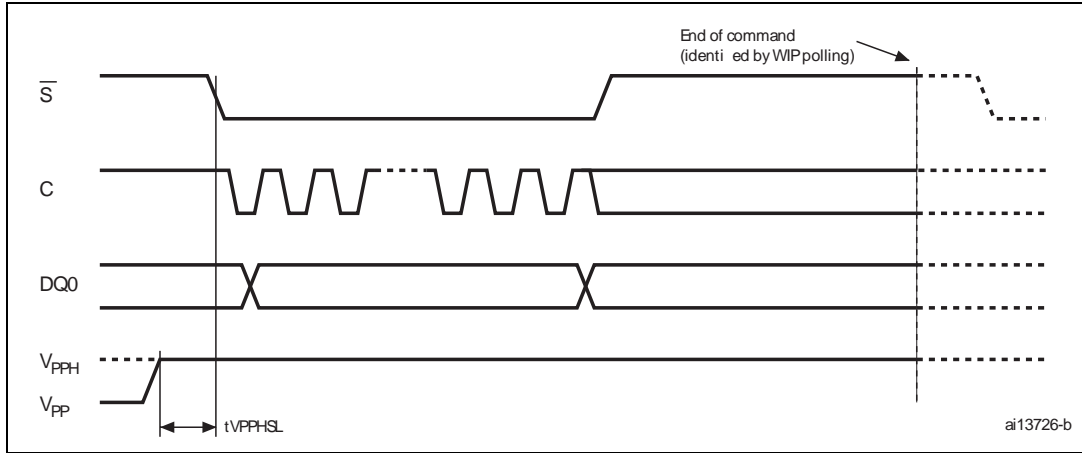 End of command
(identi ed by WIP polling)
S
C
DQ0
VPPH
VPP
tVPPHSL
ai13726-b